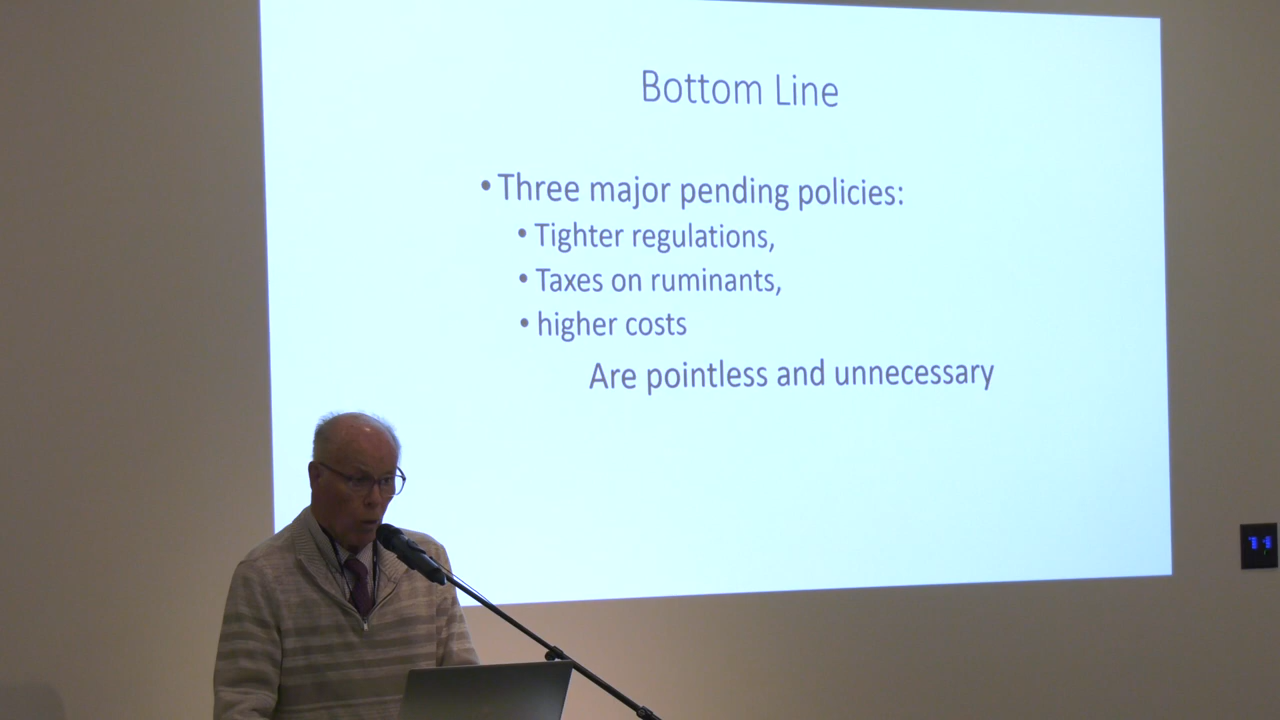 Bottom Line
• Three major pending policies:
• Tighter regulations,
• Taxes on ruminants,
• higher costs
Are pointless and unnecessary